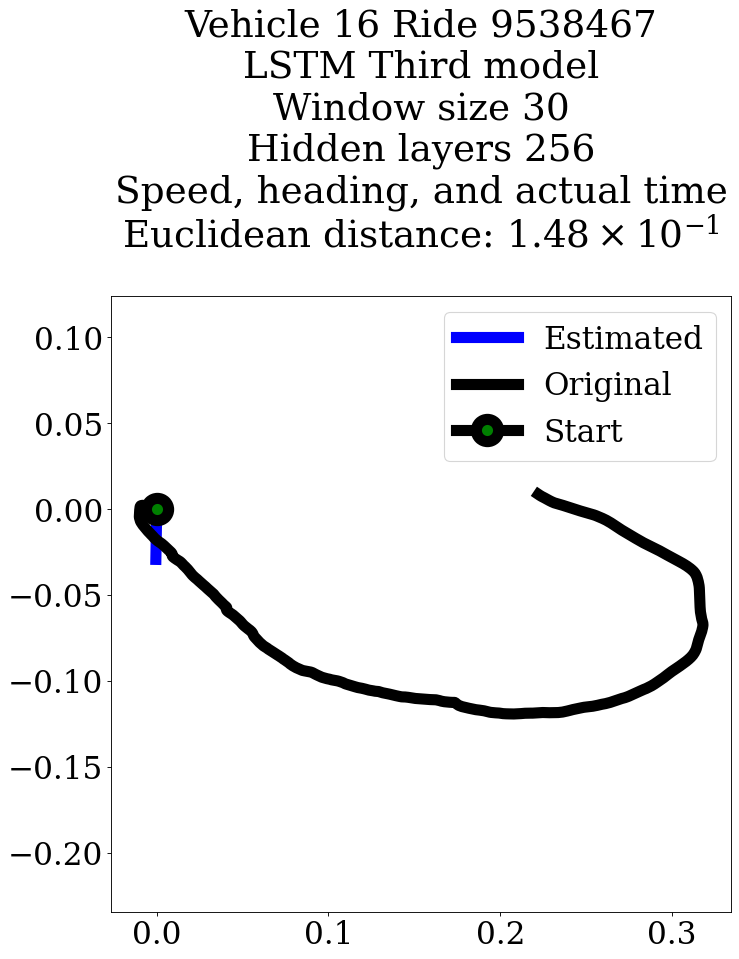 Vehicle 16 Ride 9538467
LSTM Third model
Window size 30
Hidden layers 256
Speed, heading, and actual time
Euclidean distance: 1.48 × 10⁻¹
Estimated
Original
Start
0.10
0.05
0.00
−0.05
−0.10
−0.15
−0.20
0.0 0.1 0.2 0.3